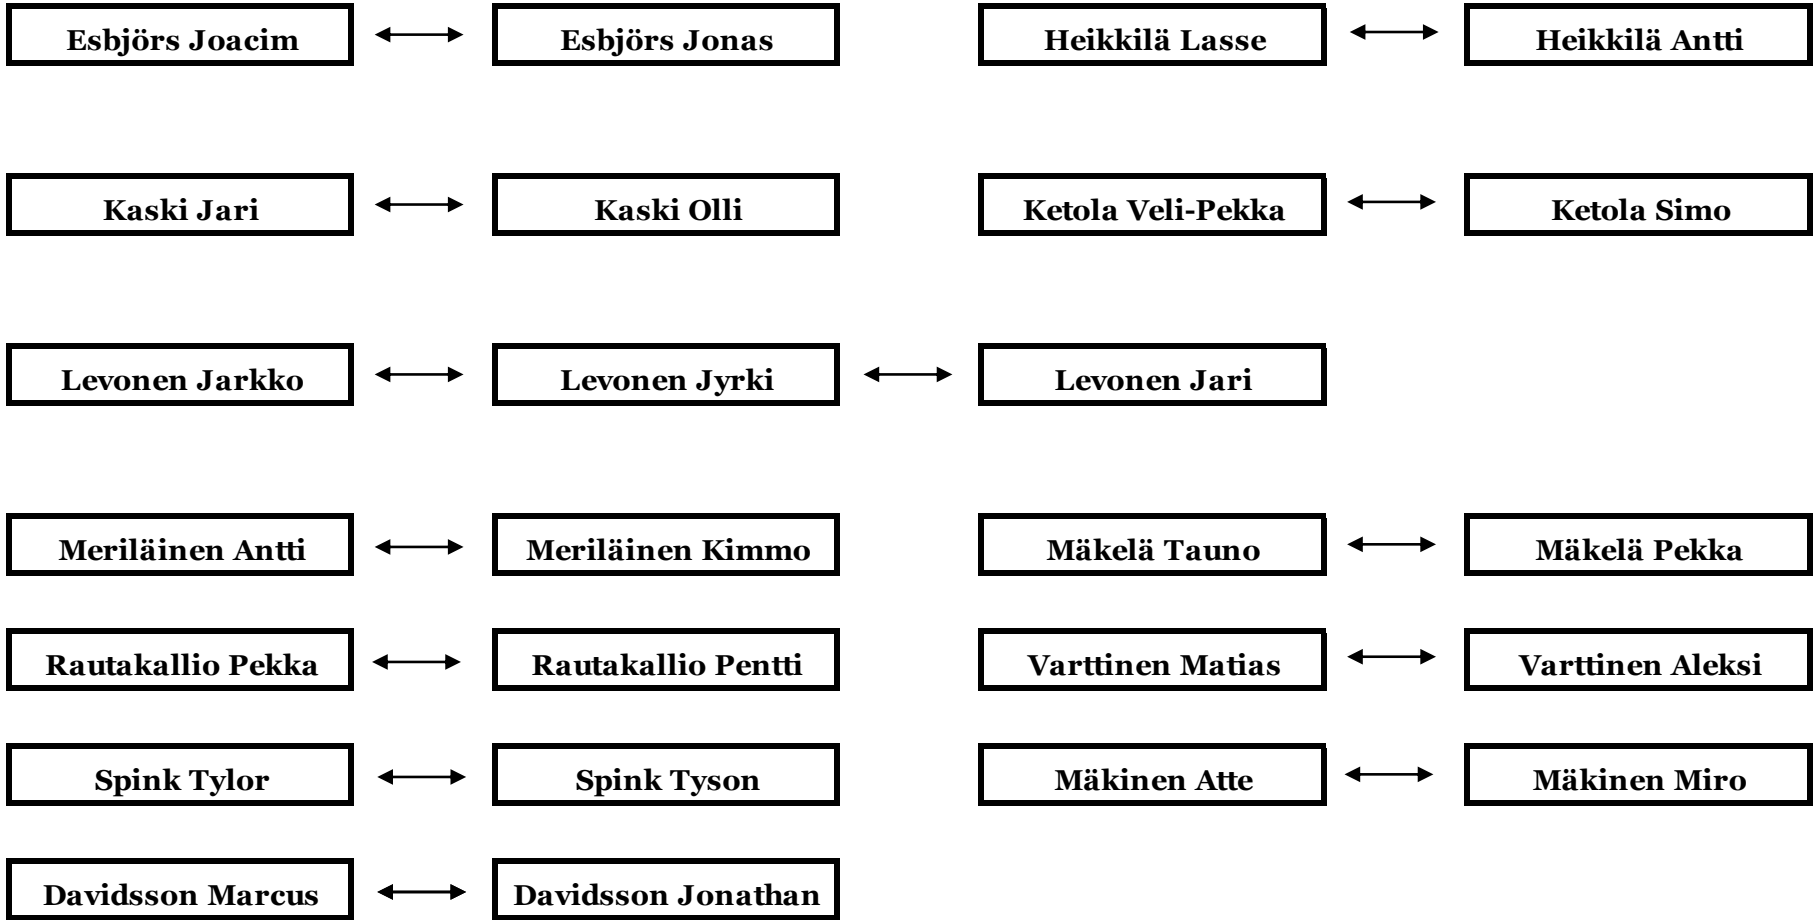 Esbjörs Joacim
Esbjörs Jonas
Heikkilä Lasse
Heikkilä Antti
Kaski Jari
Kaski Olli
Ketola Veli-Pekka
Ketola Simo
Levonen Jarkko
Levonen Jyrki
Levonen Jari
Meriläinen Antti
Meriläinen Kimmo
Mäkelä Tauno
Mäkelä Pekka
Rautakallio Pekka
Rautakallio Pentti
Varttinen Matias
Varttinen Aleksi
Spink Tylor
Spink Tyson
Mäkinen Atte
Mäkinen Miro
Davidsson Marcus
Davidsson Jonathan